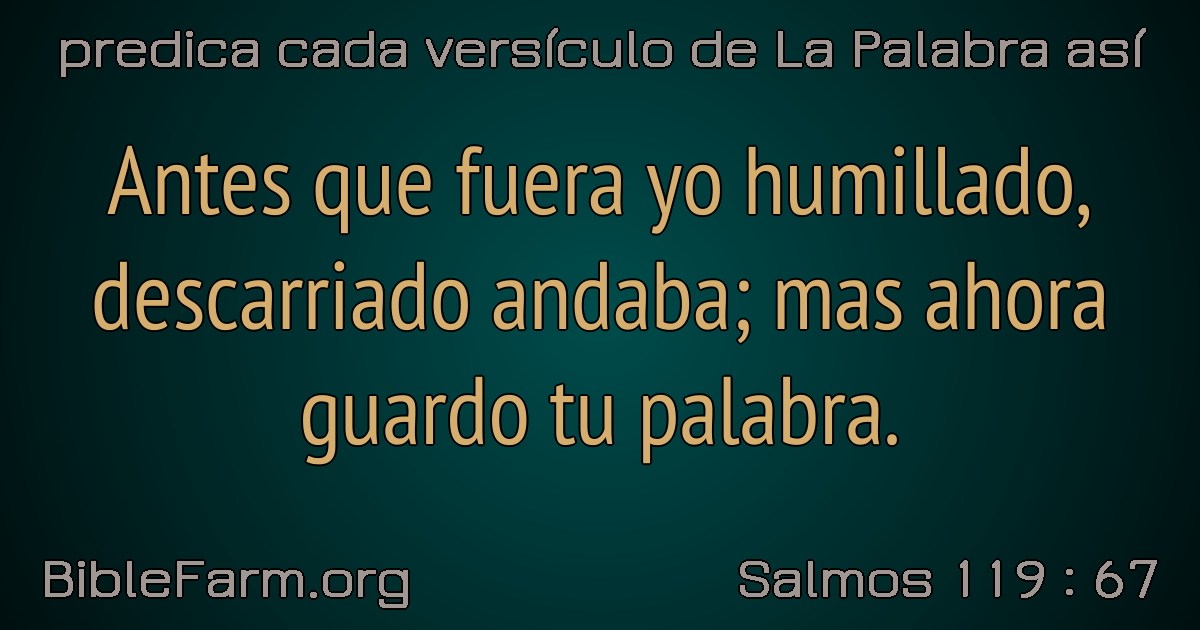 predica cada versículo de La Palabra así
Antes que fuera yo humillado,
descarriado andaba; mas ahora
guardo tu palabra.
BibleFarm.org
Salmos 119 : 67